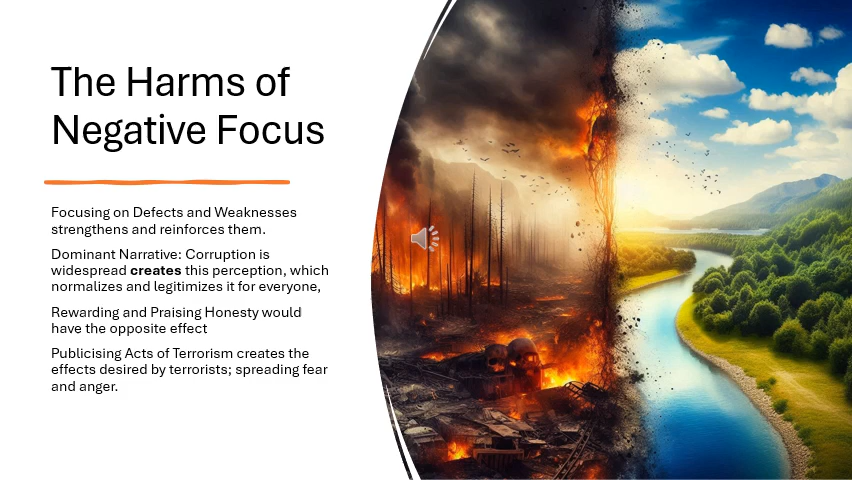 The Harms of
Negative Focus
Focusing on Defects and Weaknesses
strengthens and reinforces them.
Dominant Narrative: Corruption is
widespread creates this perception, which
normalizes and legitimizes it for everyone,
Rewarding and Praising Honesty would
have the opposite effect
Publicising Acts of Terrorism creates the
effects desired by terrorists; spreading fear
and anger.